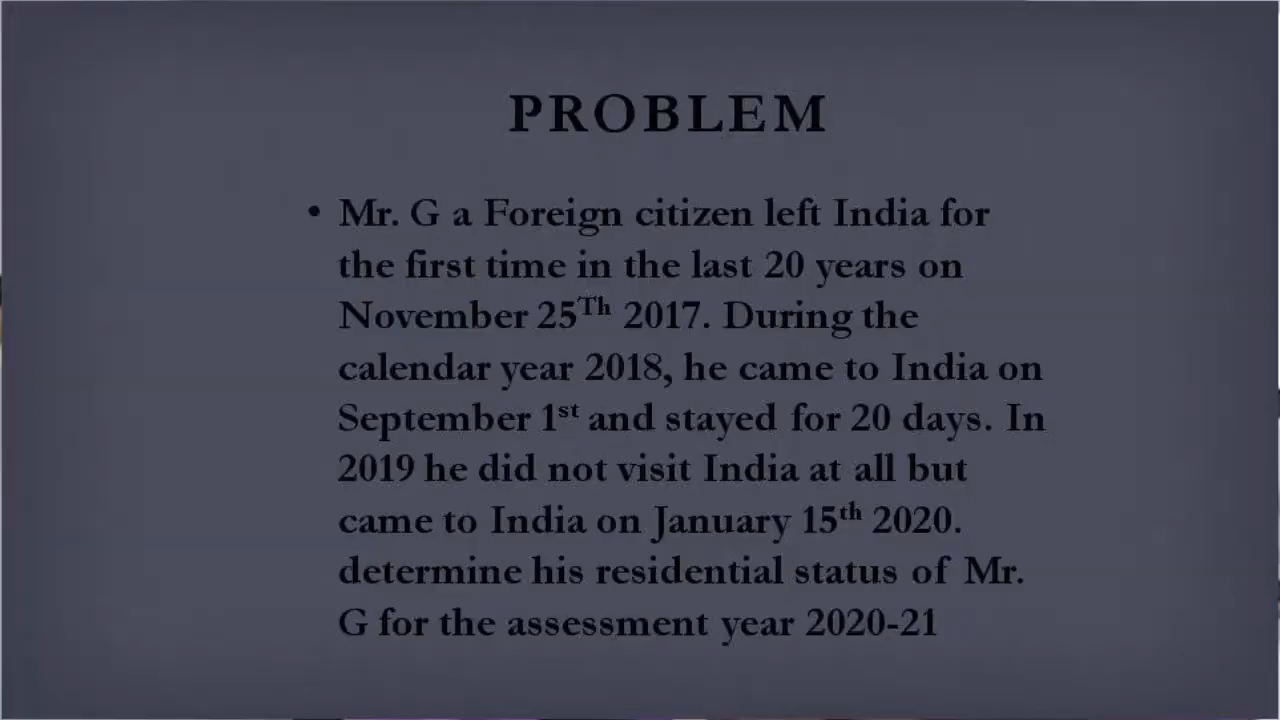 PROBLEM
• Mr. G a Foreign citizen left India for
the first time in the last 20 years on
November 25Th 2017. During the
calendar year 2018, he came to India on
September 1st and stayed for 20 days. In
2019 he did not visit India at all but
came to India on January 15th 2020.
determine his residential status of Mr.
G for the assessment year 2020-21